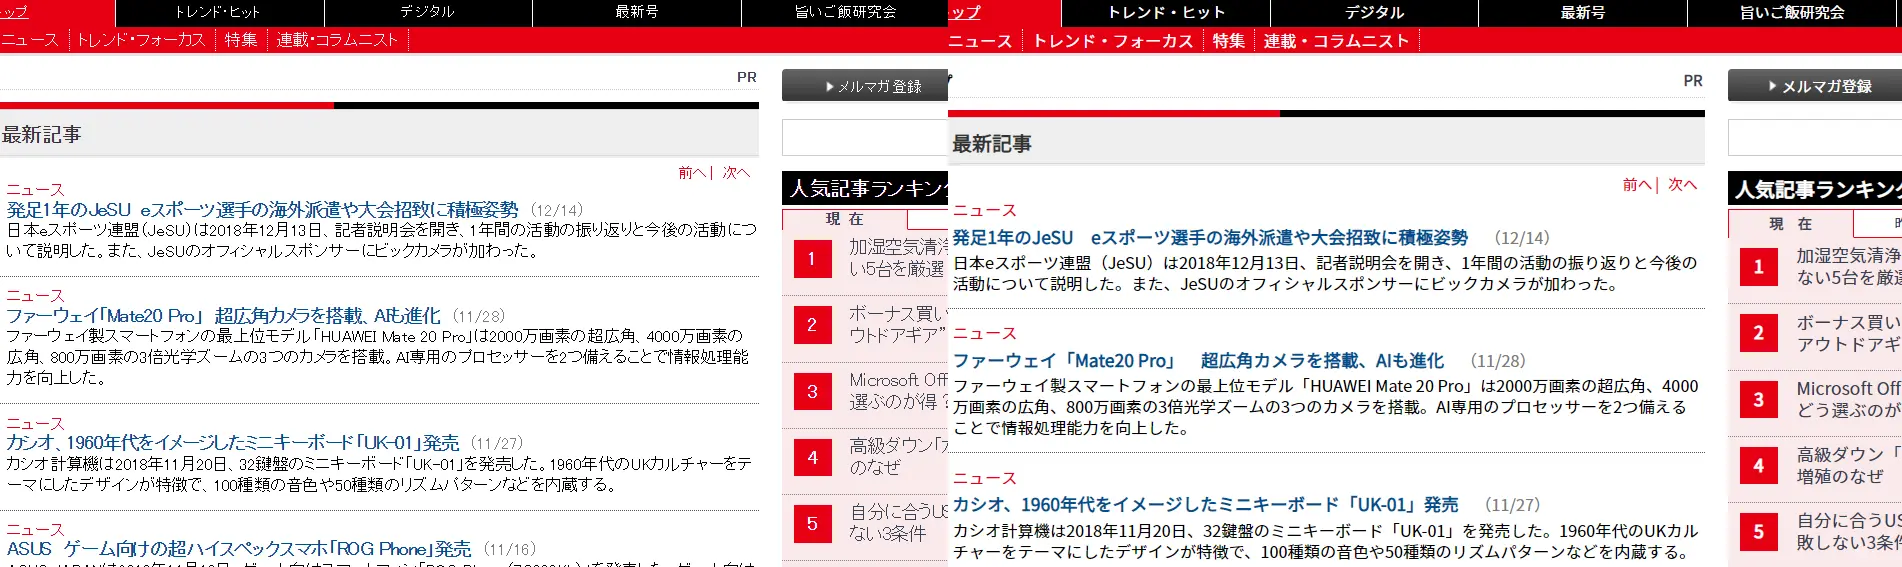 ップ トレンド・ヒット デジタル 最新号 旨いご飯研究会
ニュース トレンド・フォーカス 特集 連載・コラムニスト
PR
メルマガ登録
最新記事
前へ| 次へ
人気記事ランキン
現 在
ニュース
発足1年のJeSU　eスポーツ選手の海外派遣や大会招致に積極姿勢 （12/14）
日本eスポーツ連盟（JeSU）は2018年12月13日、記者説明会を開き、1年間の活動の振り返りと今後の活動につ
いて説明した。また、JeSUのオフィシャルスポンサーにビックカメラが加わった。
ニュース
ファーウェイ「Mate20 Pro」　超広角カメラを搭載、AIも進化 （11/28）
ファーウェイ製スマートフォンの最上位モデル「HUAWEI Mate 20 Pro」は2000万画素の超広角、4000万画素の
広角、800万画素の3倍光学ズームの3つのカメラを搭載。AI専用のプロセッサーを2つ備えることで情報処理能
力を向上した。
ニュース
カシオ、1960年代をイメージしたミニキーボード「UK-01」発売 （11/27）
カシオ計算機は2018年11月20日、32鍵盤のミニキーボード「UK-01」を発売した。1960年代のUKカルチャーをテ
ーマにしたデザインが特徴で、100種類の音色や50種類のリズムパターンなどを内蔵する。
ニュース
ASUS　ゲーム向けの超ハイスペックスマホ「ROG Phone」発売 （11/16）
1 加湿空気清浄
い5台を厳選
2 ボーナス買い
ウトドアギア”
3 Microsoft Off
選ぶのが得？
4 高級ダウン「カ
のなぜ
5 自分に合うUS
ない3条件
ップ トレンド・ヒット デジタル 最新号 旨いご飯研究会
ニュース トレンド・フォーカス 特集 連載・コラムニスト
PR
メルマガ登録
最新記事
前へ| 次へ
人気記事ランキング
現 在
ニュース
発足1年のJeSU　eスポーツ選手の海外派遣や大会招致に積極姿勢 （12/14）
日本eスポーツ連盟（JeSU）は2018年12月13日、記者説明会を開き、1年間の活動の振り返りと今後の
活動について説明した。また、JeSUのオフィシャルスポンサーにビックカメラが加わった。
ニュース
ファーウェイ「Mate20 Pro」　超広角カメラを搭載、AIも進化 （11/28）
ファーウェイ製スマートフォンの最上位モデル「HUAWEI Mate 20 Pro」は2000万画素の超広角、4000
万画素の広角、800万画素の3倍光学ズームの3つのカメラを搭載。AI専用のプロセッサーを2つ備える
ことで情報処理能力を向上した。
ニュース
カシオ、1960年代をイメージしたミニキーボード「UK-01」発売 （11/27）
カシオ計算機は2018年11月20日、32鍵盤のミニキーボード「UK-01」を発売した。1960年代のUKカル
チャーをテーマにしたデザインが特徴で、100種類の音色や50種類のリズムパターンなどを内蔵する。
1 加湿空気清浄
ない5台を厳選
2 ボーナス買い
アウトドアギ
3 Microsoft Off
どう選ぶのが
4 高級ダウン「
増殖のなぜ
5 自分に合うUS
敗しない3条件